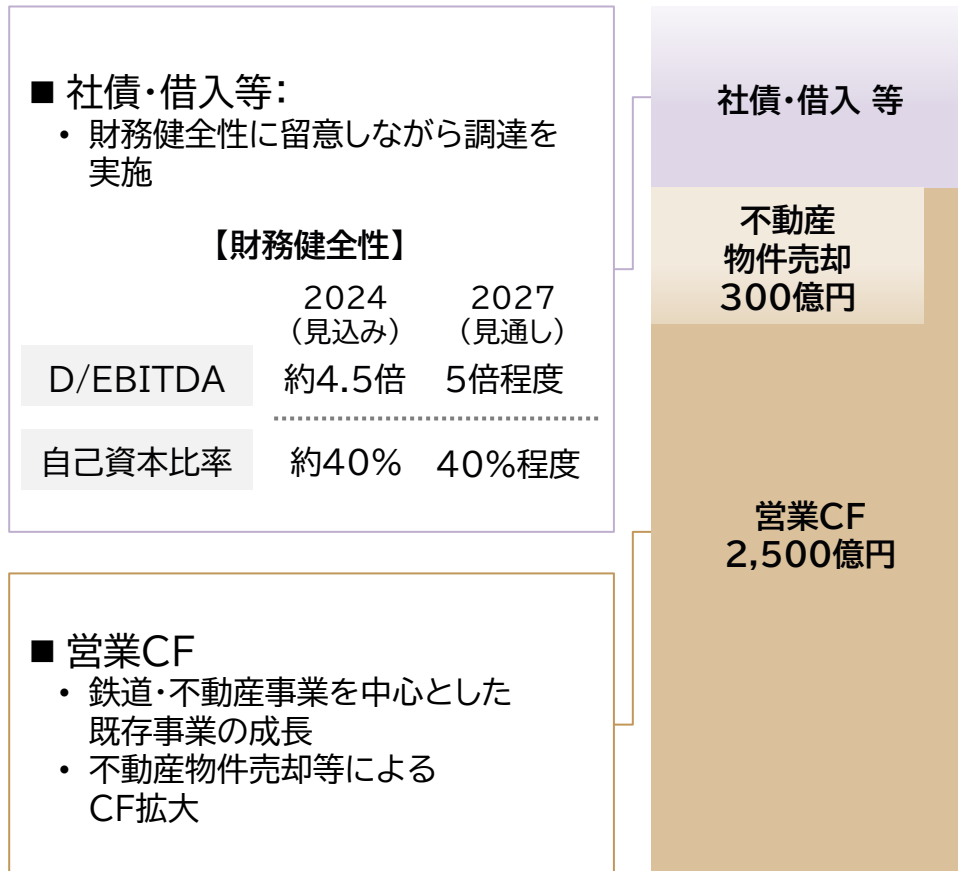 ■ 社債・借入等：
• 財務健全性に留意しながら調達を
実施
【財務健全性】
2024 2027
（見込み） （見通し）
D/EBITDA 約4.5倍 5倍程度
自己資本比率 約40% 40%程度
■ 営業CF
• 鉄道・不動産事業を中心とした
既存事業の成長
• 不動産物件売却等による
CF拡大
社債・借入 等
不動産
物件売却
300億円
営業CF
2,500億円